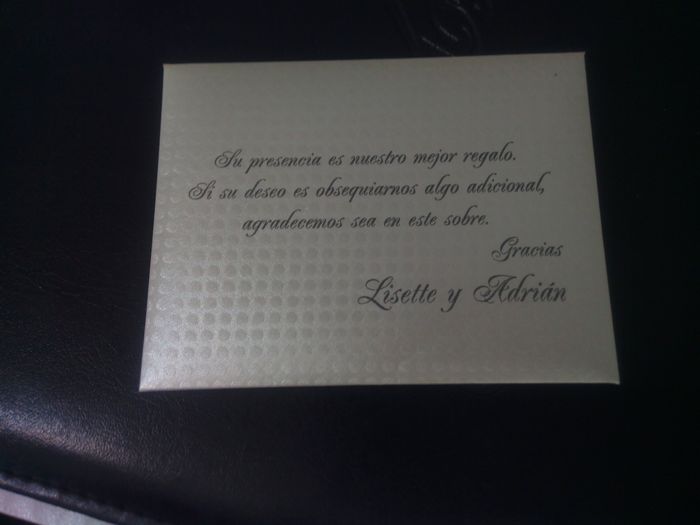 Su presencia es nuestro mejor regalo.
Si su deseo es obsequiarnos algo adicional,
agradecemos sea en este sobre.
Gracias
Lisette y Adrián